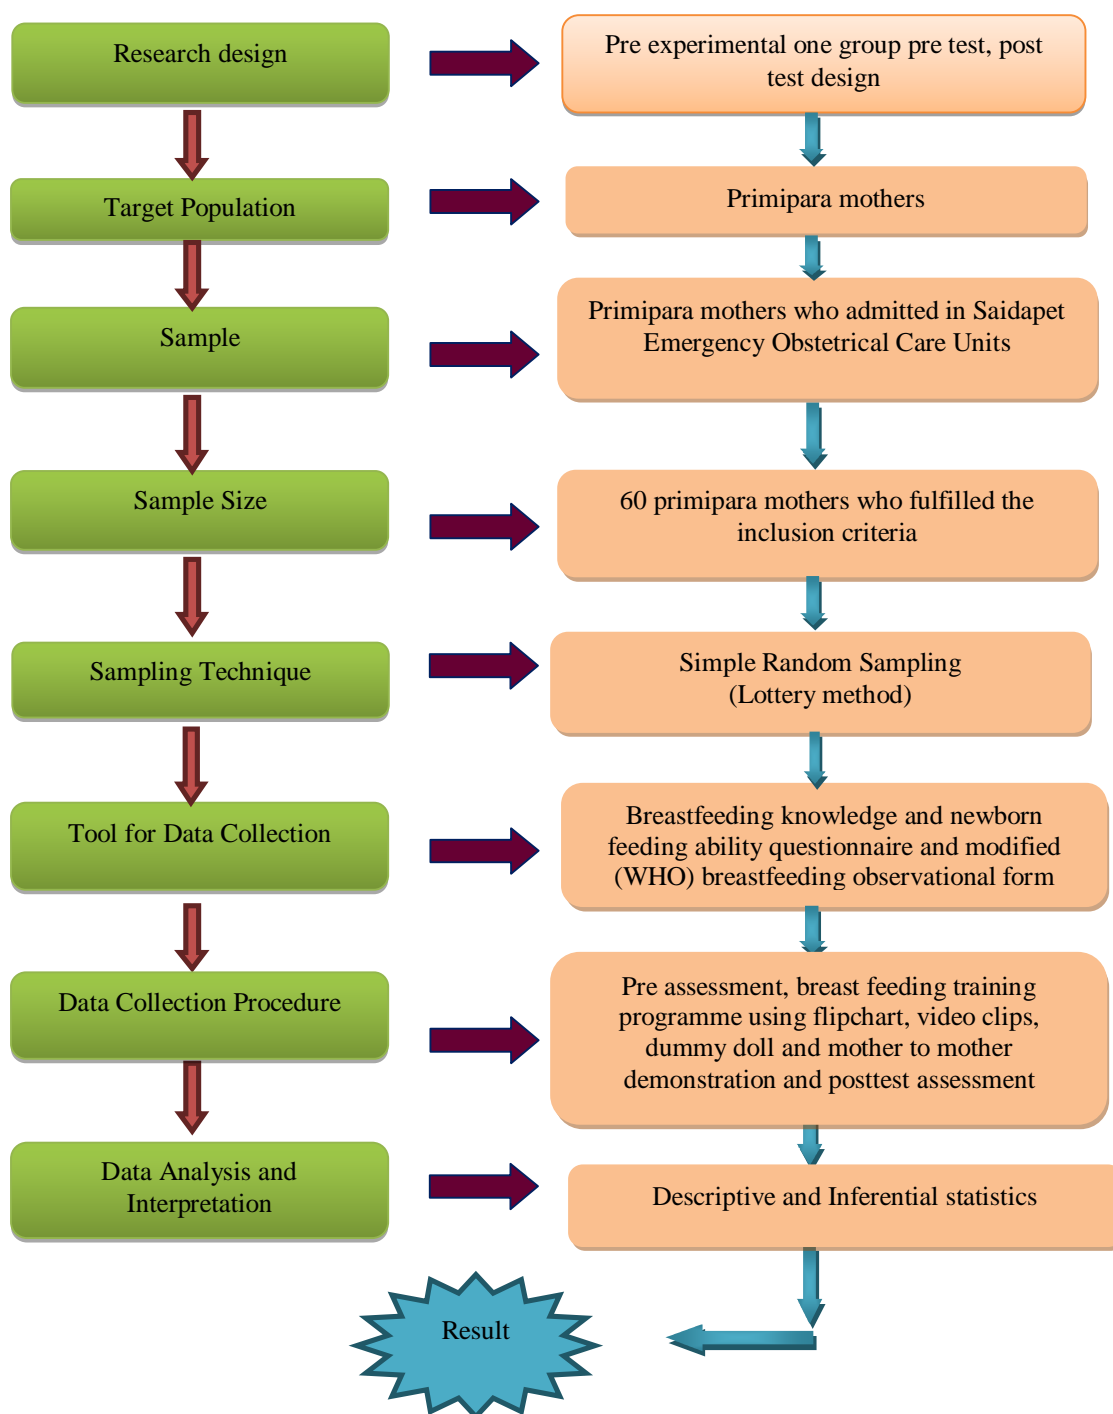 Research design
Pre experimental one group pre test, post
test design
Target Population
Primipara mothers
Sample
Primipara mothers who admitted in Saidapet
Emergency Obstetrical Care Units
Sample Size
60 primipara mothers who fulfilled the
inclusion criteria
Sampling Technique
Simple Random Sampling
(Lottery method)
Tool for Data Collection
Breastfeeding knowledge and newborn
feeding ability questionnaire and modified
(WHO) breastfeeding observational form
Data Collection Procedure
Pre assessment, breast feeding training
programme using flipchart, video clips,
dummy doll and mother to mother
demonstration and posttest assessment
Data Analysis and
Interpretation
Descriptive and Inferential statistics
Result